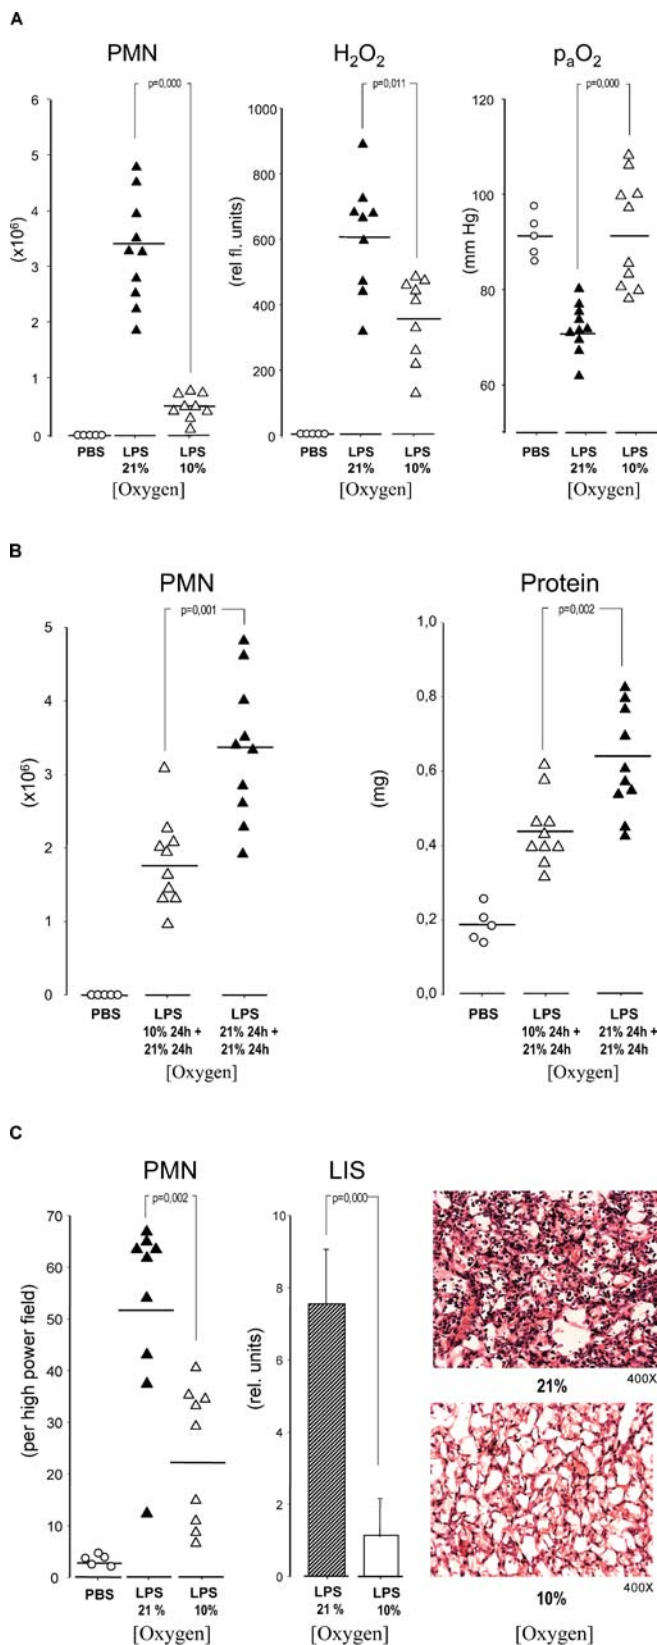 A
PMN
H₂O₂
pₐO₂
p=0,000
p=0,011
p=0,000
(x10⁶)
6
5
4
3
2
1
0
PBS
LPS
21%
LPS
10%
[Oxygen]
(rel fl. units)
1000
800
600
400
200
0
PBS
LPS
21%
LPS
10%
[Oxygen]
(mm Hg)
120
100
80
60
PBS
LPS
21%
LPS
10%
[Oxygen]
B
PMN
Protein
p=0,001
p=0,002
(x10⁶)
5
4
3
2
1
0
PBS
LPS
10% 24h +
21% 24h
LPS
21% 24h +
21% 24h
[Oxygen]
(mg)
1,0
0,8
0,6
0,4
0,2
0,0
PBS
LPS
10% 24h +
21% 24h
LPS
21% 24h +
21% 24h
[Oxygen]
C
PMN
LIS
p=0,002
p=0,000
(per high power field)
70
60
50
40
30
20
10
0
PBS
LPS
21 %
LPS
10%
[Oxygen]
(rel. units)
10
8
6
4
2
0
LPS
21 %
LPS
10%
[Oxygen]
400X
21%
400X
10%
[Oxygen]